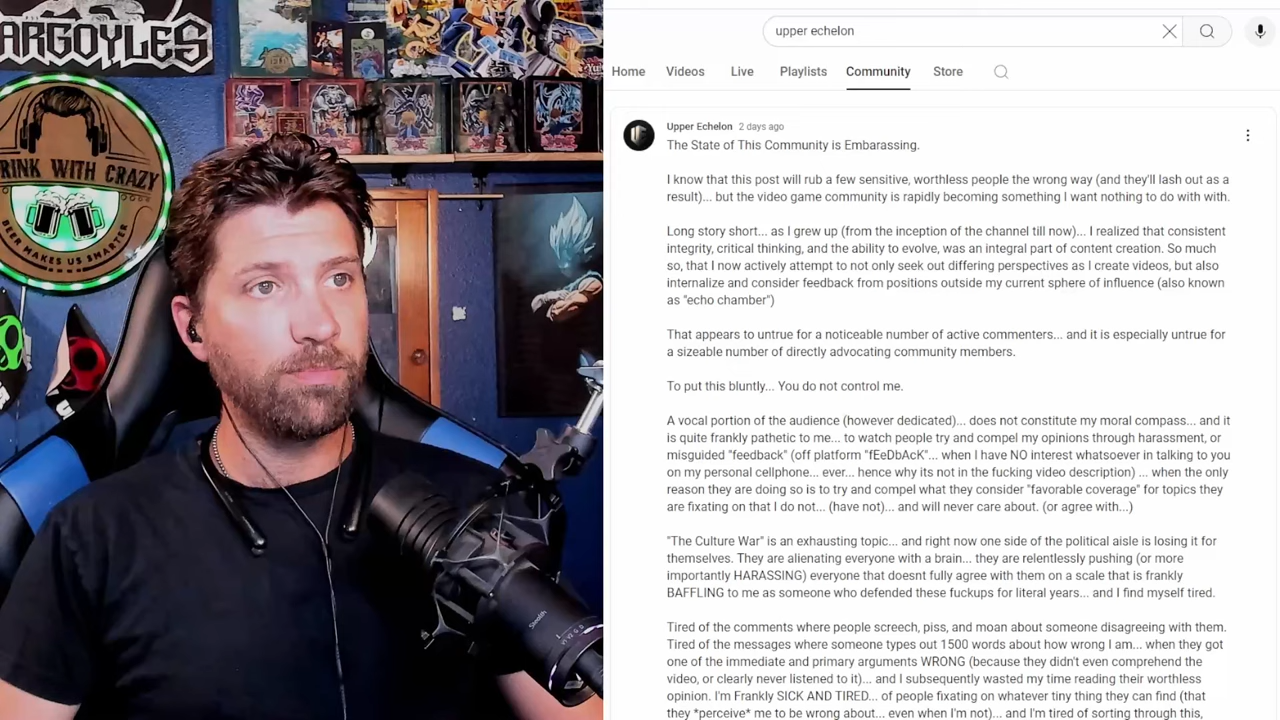 ARGOYLES
RINK WITH CRAZY
BEER MAKES US SMARTER
upper echelon
Home Videos Live Playlists Community Store
Upper Echelon 2 days ago
The State of This Community is Embarassing.
I know that this post will rub a few sensitive, worthless people the wrong way (and they'll lash out as a
result)... but the video game community is rapidly becoming something I want nothing to do with with.
Long story short... as I grew up (from the inception of the channel till now)... I realized that consistent
integrity, critical thinking, and the ability to evolve, was an integral part of content creation. So much
so, that I now actively attempt to not only seek out differing perspectives as I create videos, but also
internalize and consider feedback from positions outside my current sphere of influence (also known
as "echo chamber")
That appears to untrue for a noticeable number of active commenters... and it is especially untrue for
a sizeable number of directly advocating community members.
To put this bluntly... You do not control me.
A vocal portion of the audience (however dedicated)... does not constitute my moral compass... and it
is quite frankly pathetic to me... to watch people try and compel my opinions through harassment, or
misguided "feedback" (off platform "fEeDbAcK"... when I have NO interest whatsoever in talking to you
on my personal cellphone... ever... hence why its not in the fucking video description) ... when the only
reason they are doing so is to try and compel what they consider "favorable coverage" for topics they
are fixating on that I do not... (have not)... and will never care about. (or agree with...)
"The Culture War" is an exhausting topic... and right now one side of the political aisle is losing it for
themselves. They are alienating everyone with a brain... they are relentlessly pushing (or more
importantly HARASSING) everyone that doesnt fully agree with them on a scale that is frankly
BAFFLING to me as someone who defended these fuckups for literal years... and I find myself tired.
Tired of the comments where people screech, piss, and moan about someone disagreeing with them.
Tired of the messages where someone types out 1500 words about how wrong I am... when they got
one of the immediate and primary arguments WRONG (because they didn't even comprehend the
video, or clearly never listened to it)... and I subsequently wasted my time reading their worthless
opinion. I'm Frankly SICK AND TIRED... of people fixating on whatever tiny thing they can find (that
they *perceive* me to be wrong about... even when I'm not)... and I'm tired of sorting through this,